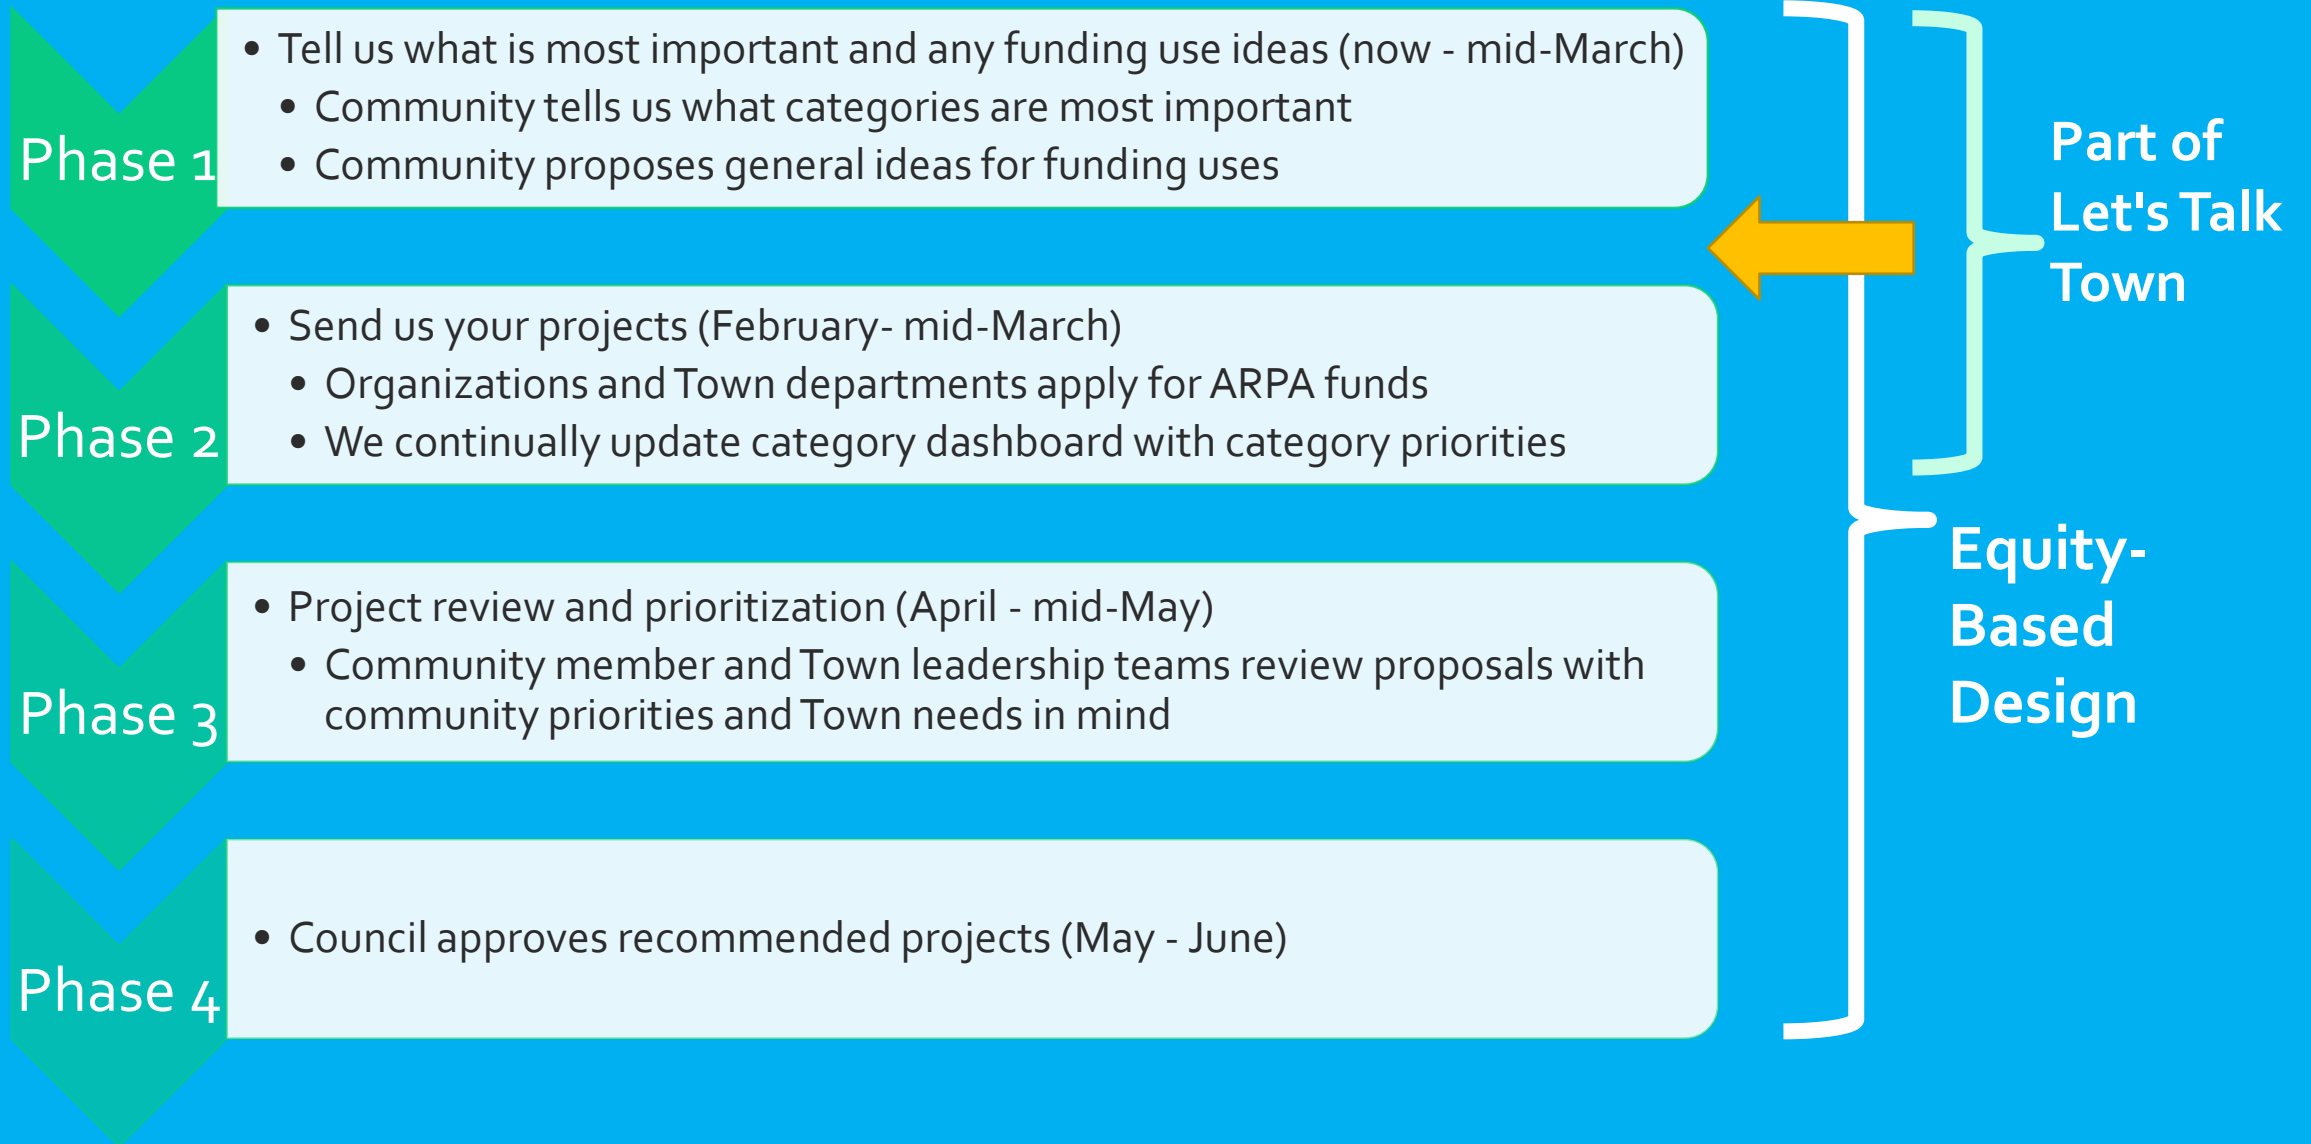 Phase 1
• Tell us what is most important and any funding use ideas (now - mid-March)
• Community tells us what categories are most important
• Community proposes general ideas for funding uses
Phase 2
• Send us your projects (February- mid-March)
• Organizations and Town departments apply for ARPA funds
• We continually update category dashboard with category priorities
Phase 3
• Project review and prioritization (April - mid-May)
• Community member and Town leadership teams review proposals with
community priorities and Town needs in mind
Phase 4
• Council approves recommended projects (May - June)
Part of
Let's Talk
Town
Equity-
Based
Design